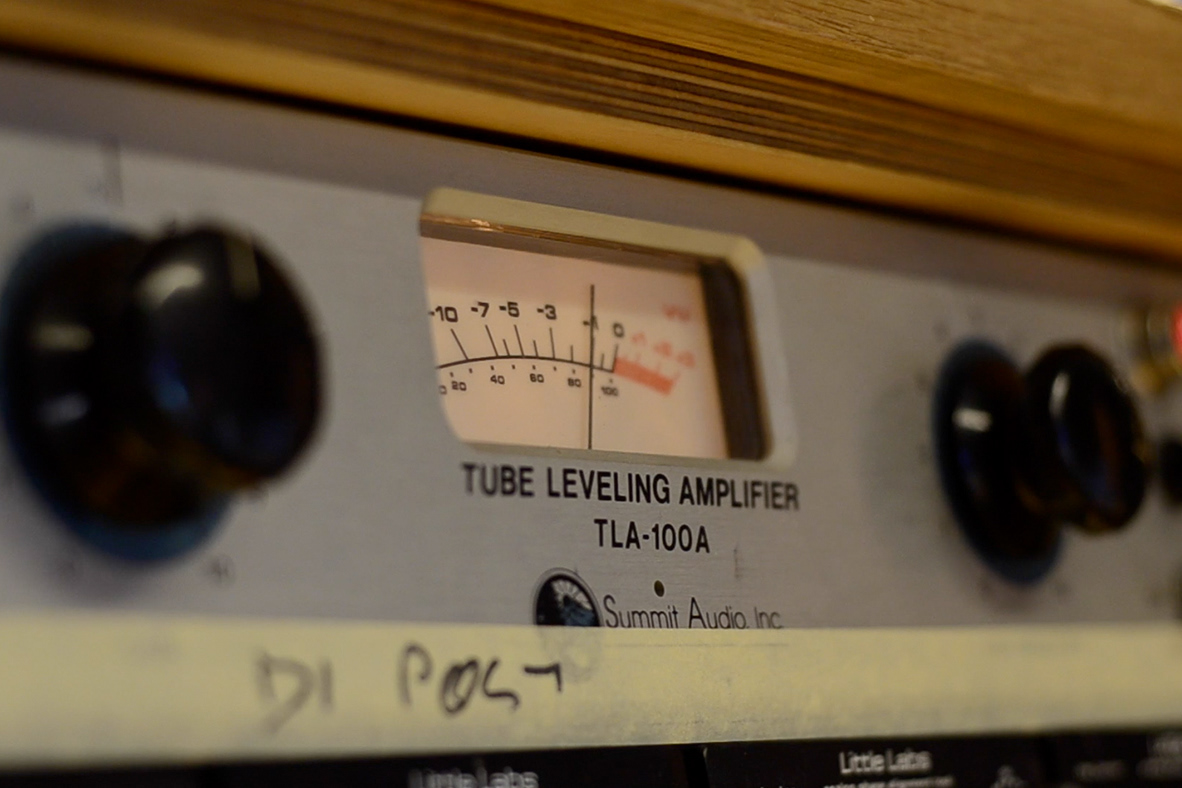 -10 -7 -5 -3 -1 0
20 40 60 80 100
TUBE LEVELING AMPLIFIER
TLA-100A
Summit Audio, Inc
DI POST
Little Labs
Little Labs